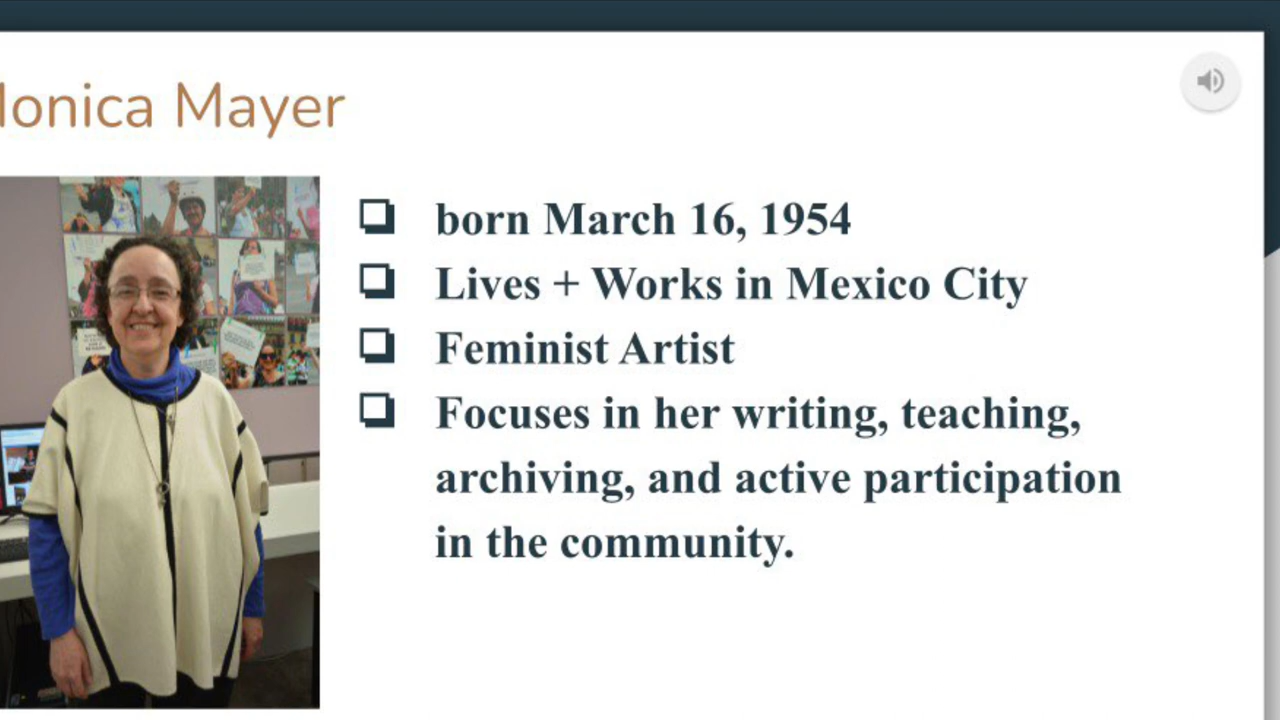 onica Mayer
born March 16, 1954
Lives + Works in Mexico City
Feminist Artist
Focuses in her writing, teaching,
archiving, and active participation
in the community.